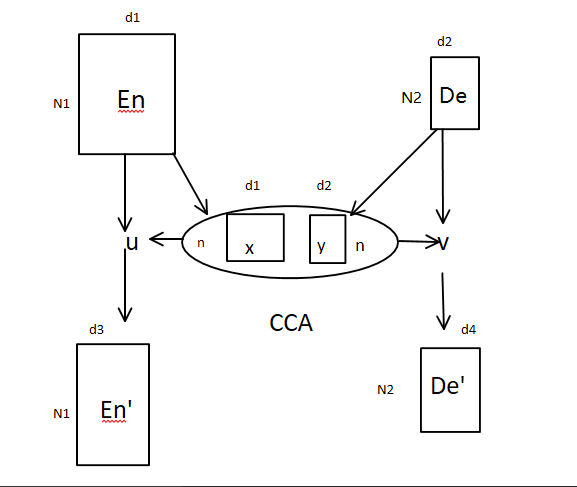 d1
d2
N1
En
N2
De
d1
d2
u
n
x
y
n
v
CCA
d3
d4
N1
En'
N2
De'